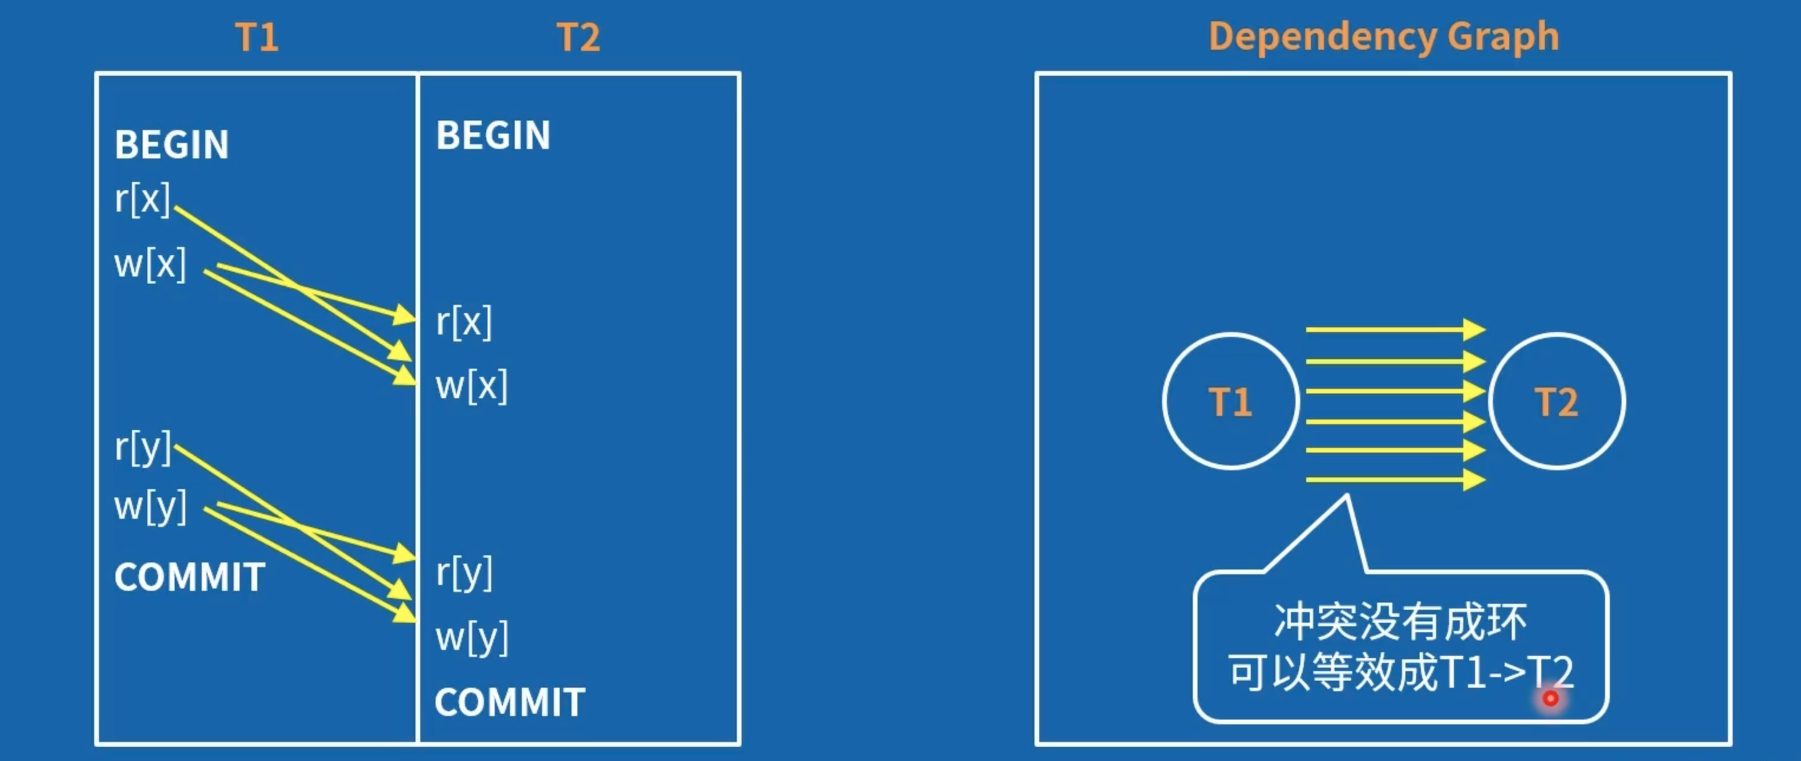 T1
T2
BEGIN
r[x]
w[x]
r[y]
w[y]
COMMIT
BEGIN
r[x]
w[x]
r[y]
w[y]
COMMIT
Dependency Graph
T1
T2
冲突没有成环
可以等效成T1->T2